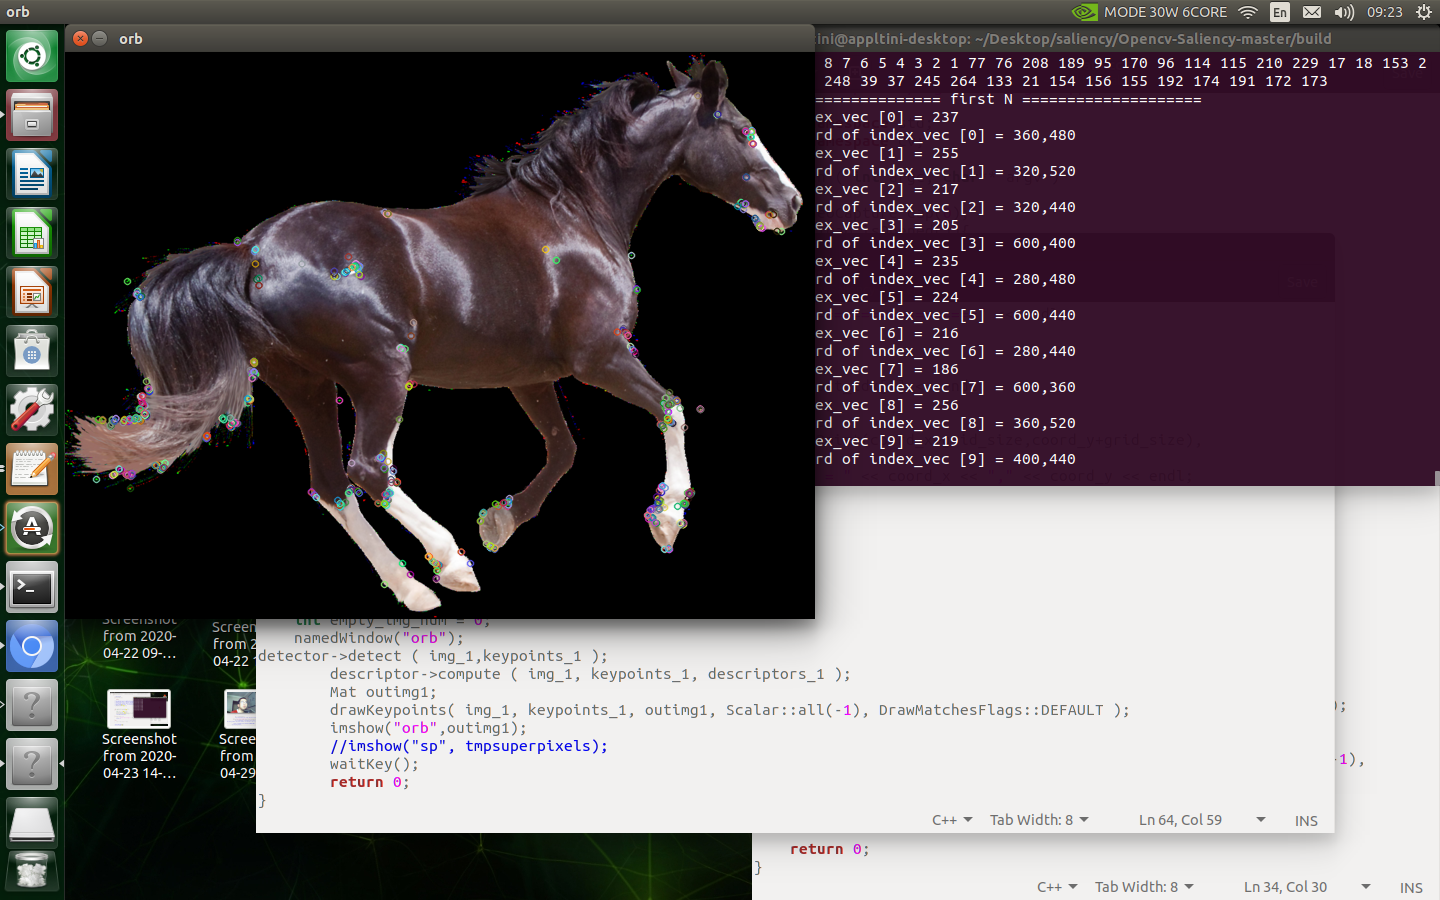 orb
MODE 30W 6CORE
En
09:23
orb
ini@appltini-desktop: ~/Desktop/saliency/Opencv-Saliency-master/build
8 7 6 5 4 3 2 1 77 76 208 189 95 170 96 114 115 210 229 17 18 153 2
248 39 37 245 264 133 21 154 156 155 192 174 191 172 173
============== first N ====================
ex_vec [0] = 237
rd of index_vec [0] = 360,480
ex_vec [1] = 255
rd of index_vec [1] = 320,520
ex_vec [2] = 217
rd of index_vec [2] = 320,440
ex_vec [3] = 205
rd of index_vec [3] = 600,400
ex_vec [4] = 235
rd of index_vec [4] = 280,480
ex_vec [5] = 224
rd of index_vec [5] = 600,440
ex_vec [6] = 216
rd of index_vec [6] = 280,440
ex_vec [7] = 186
rd of index_vec [7] = 600,360
ex_vec [8] = 256
rd of index_vec [8] = 360,520
ex_vec [9] = 219
rd of index_vec [9] = 400,440
int empty_img_num = 0;
namedWindow("orb");
detector->detect ( img_1,keypoints_1 );
descriptor->compute ( img_1, keypoints_1, descriptors_1 );
Mat outimg1;
drawKeypoints( img_1, keypoints_1, outimg1, Scalar::all(-1), DrawMatchesFlags::DEFAULT );
imshow("orb",outimg1);
//imshow("sp", tmpsuperpixels);
waitKey();
return 0;
}
C++ Tab Width: 8 Ln 64, Col 59 INS
);
1),
return 0;
}
C++ Tab Width: 8 Ln 34, Col 30 INS
Screenshot
from 2020-
04-22 09-...
Screen
from 2
04-22
Screenshot
from 2020-
04-23 14-...
Scree
from 2
04-29